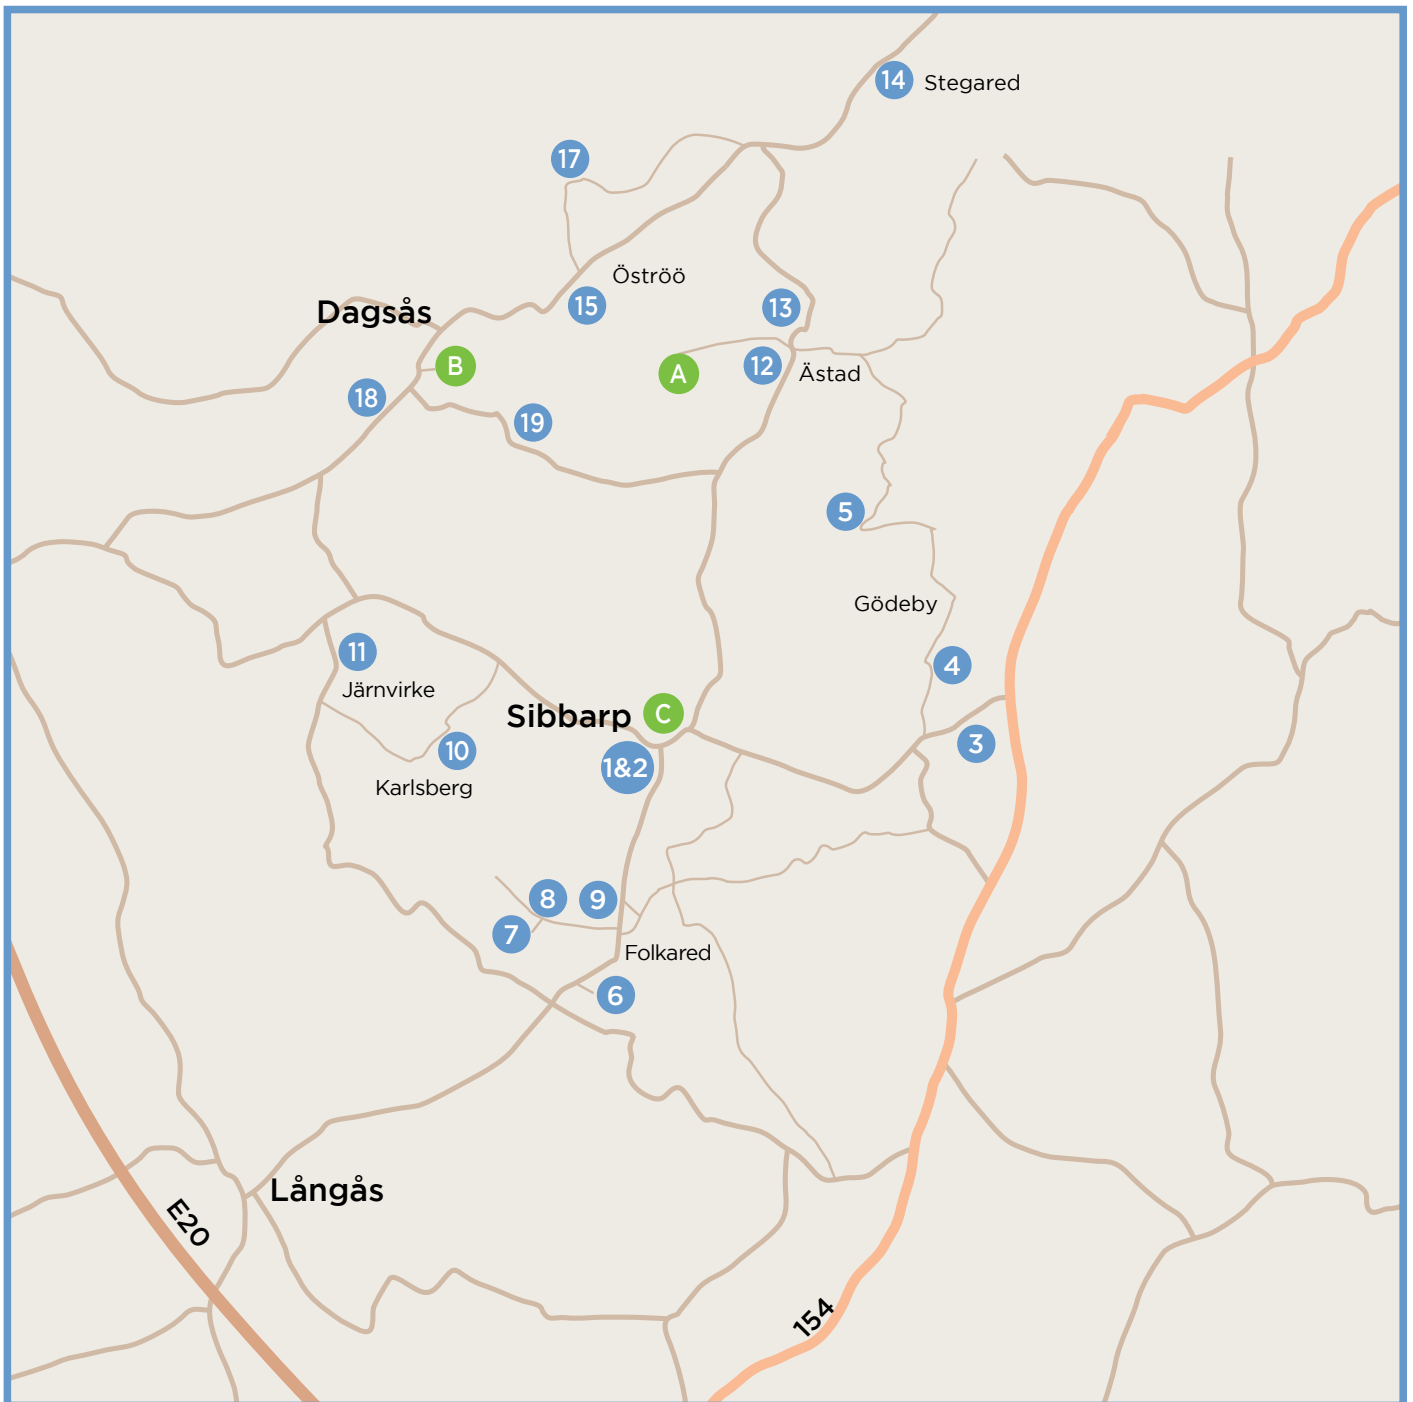 14 Stegared
17
Öströö
15
13
Dagsås
B
A
12
Ästad
18
19
5
Gödeby
11
Järnvirke
4
Sibbarp
C
3
10
1&2
Karlsberg
8
9
7
Folkared
6
Långås
E20
154